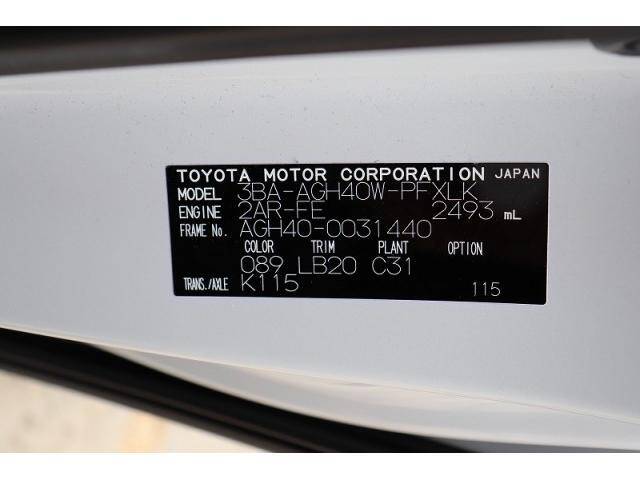 TOYOTA MOTOR CORPORATION JAPAN
MODEL 3BA-AGH40W-PFXLK
ENGINE 2AR-FE 2493 mL
FRAME No. AGH40-0031440
COLOR TRIM PLANT OPTION
089 LB20 C31
TRANS./AXLE K115 115